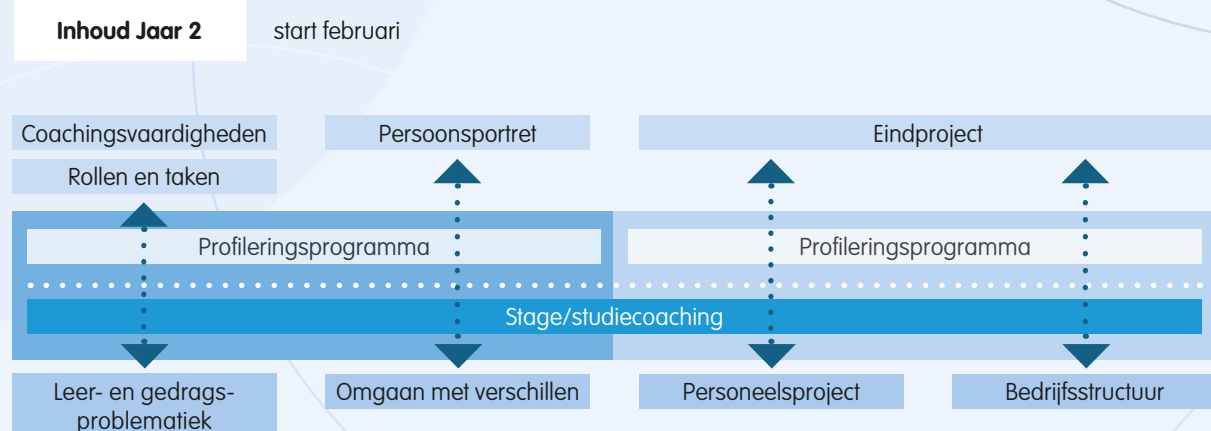 Inhoud Jaar 2
start februari
Coachingsvaardigheden
Persoonsportret
Eindproject
Rollen en taken
Profileringsprogramma
Profileringsprogramma
Stage/studiecoaching
Leer- en gedrags-
problematiek
Omgaan met verschillen
Personeelsproject
Bedrijfsstructuur